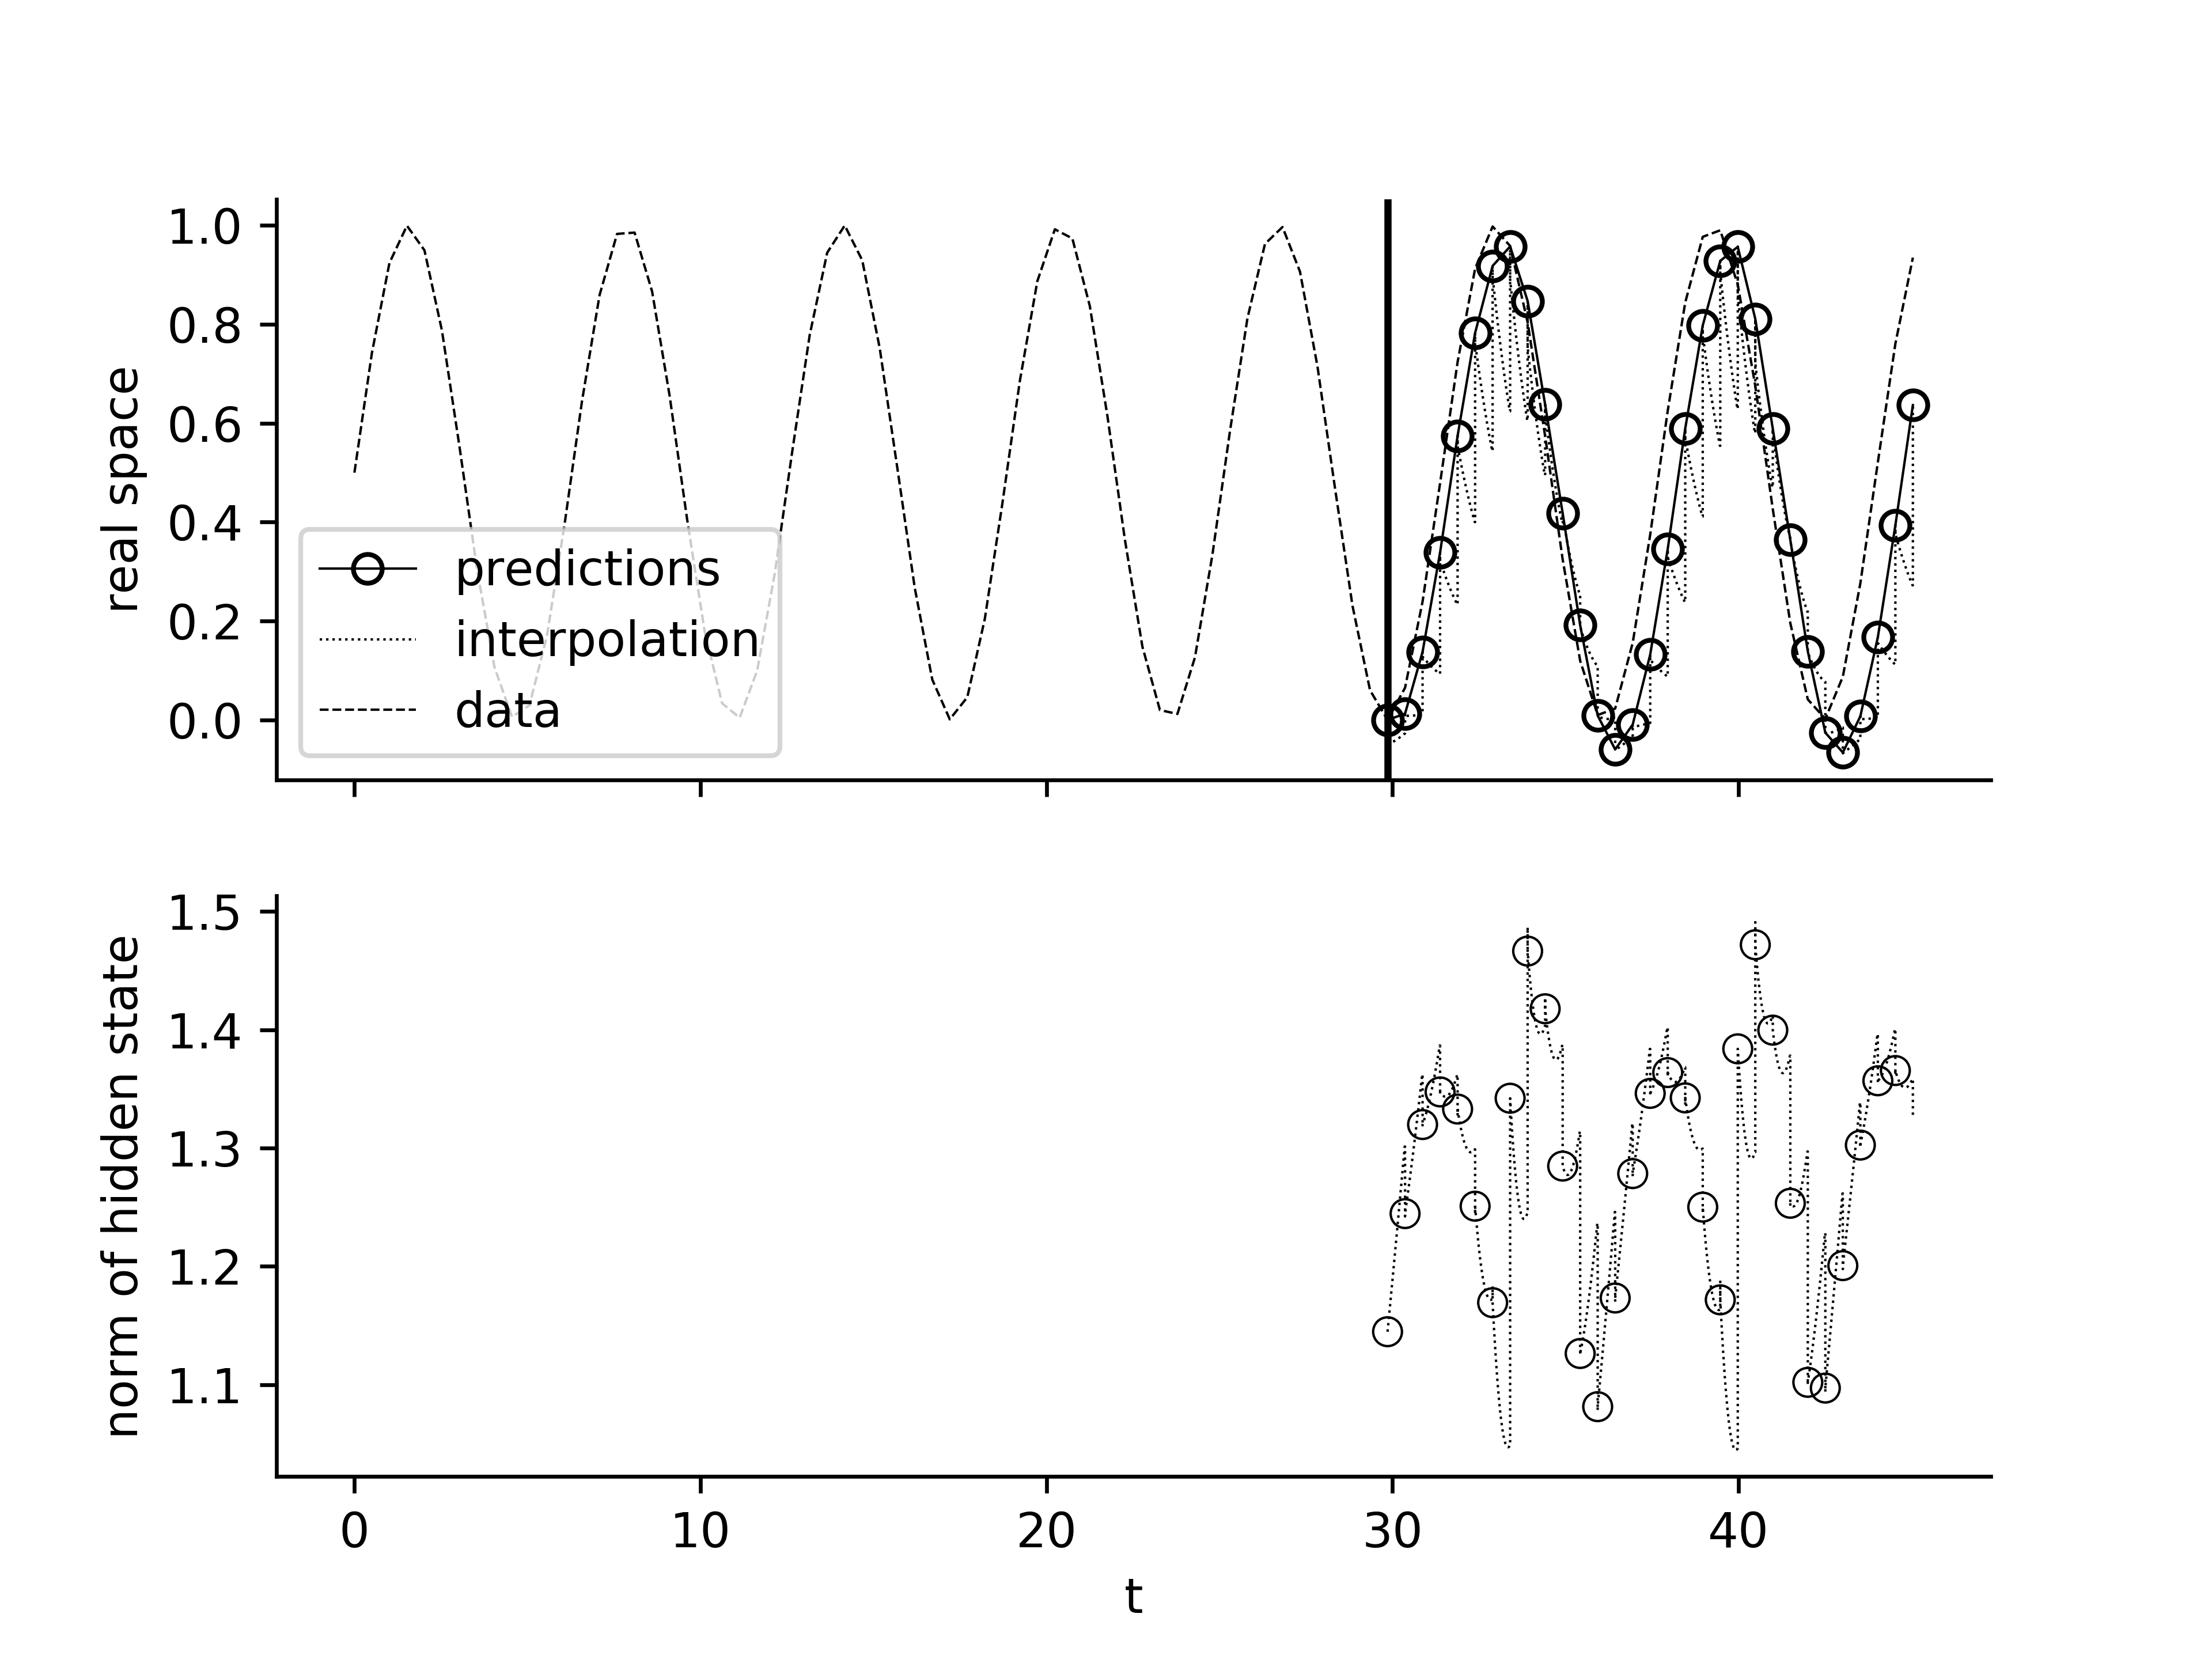 1.0
0.8
0.6
0.4
0.2
0.0
real space
predictions
interpolation
data
1.5
1.4
1.3
1.2
1.1
norm of hidden state
0 10 20 30 40
t